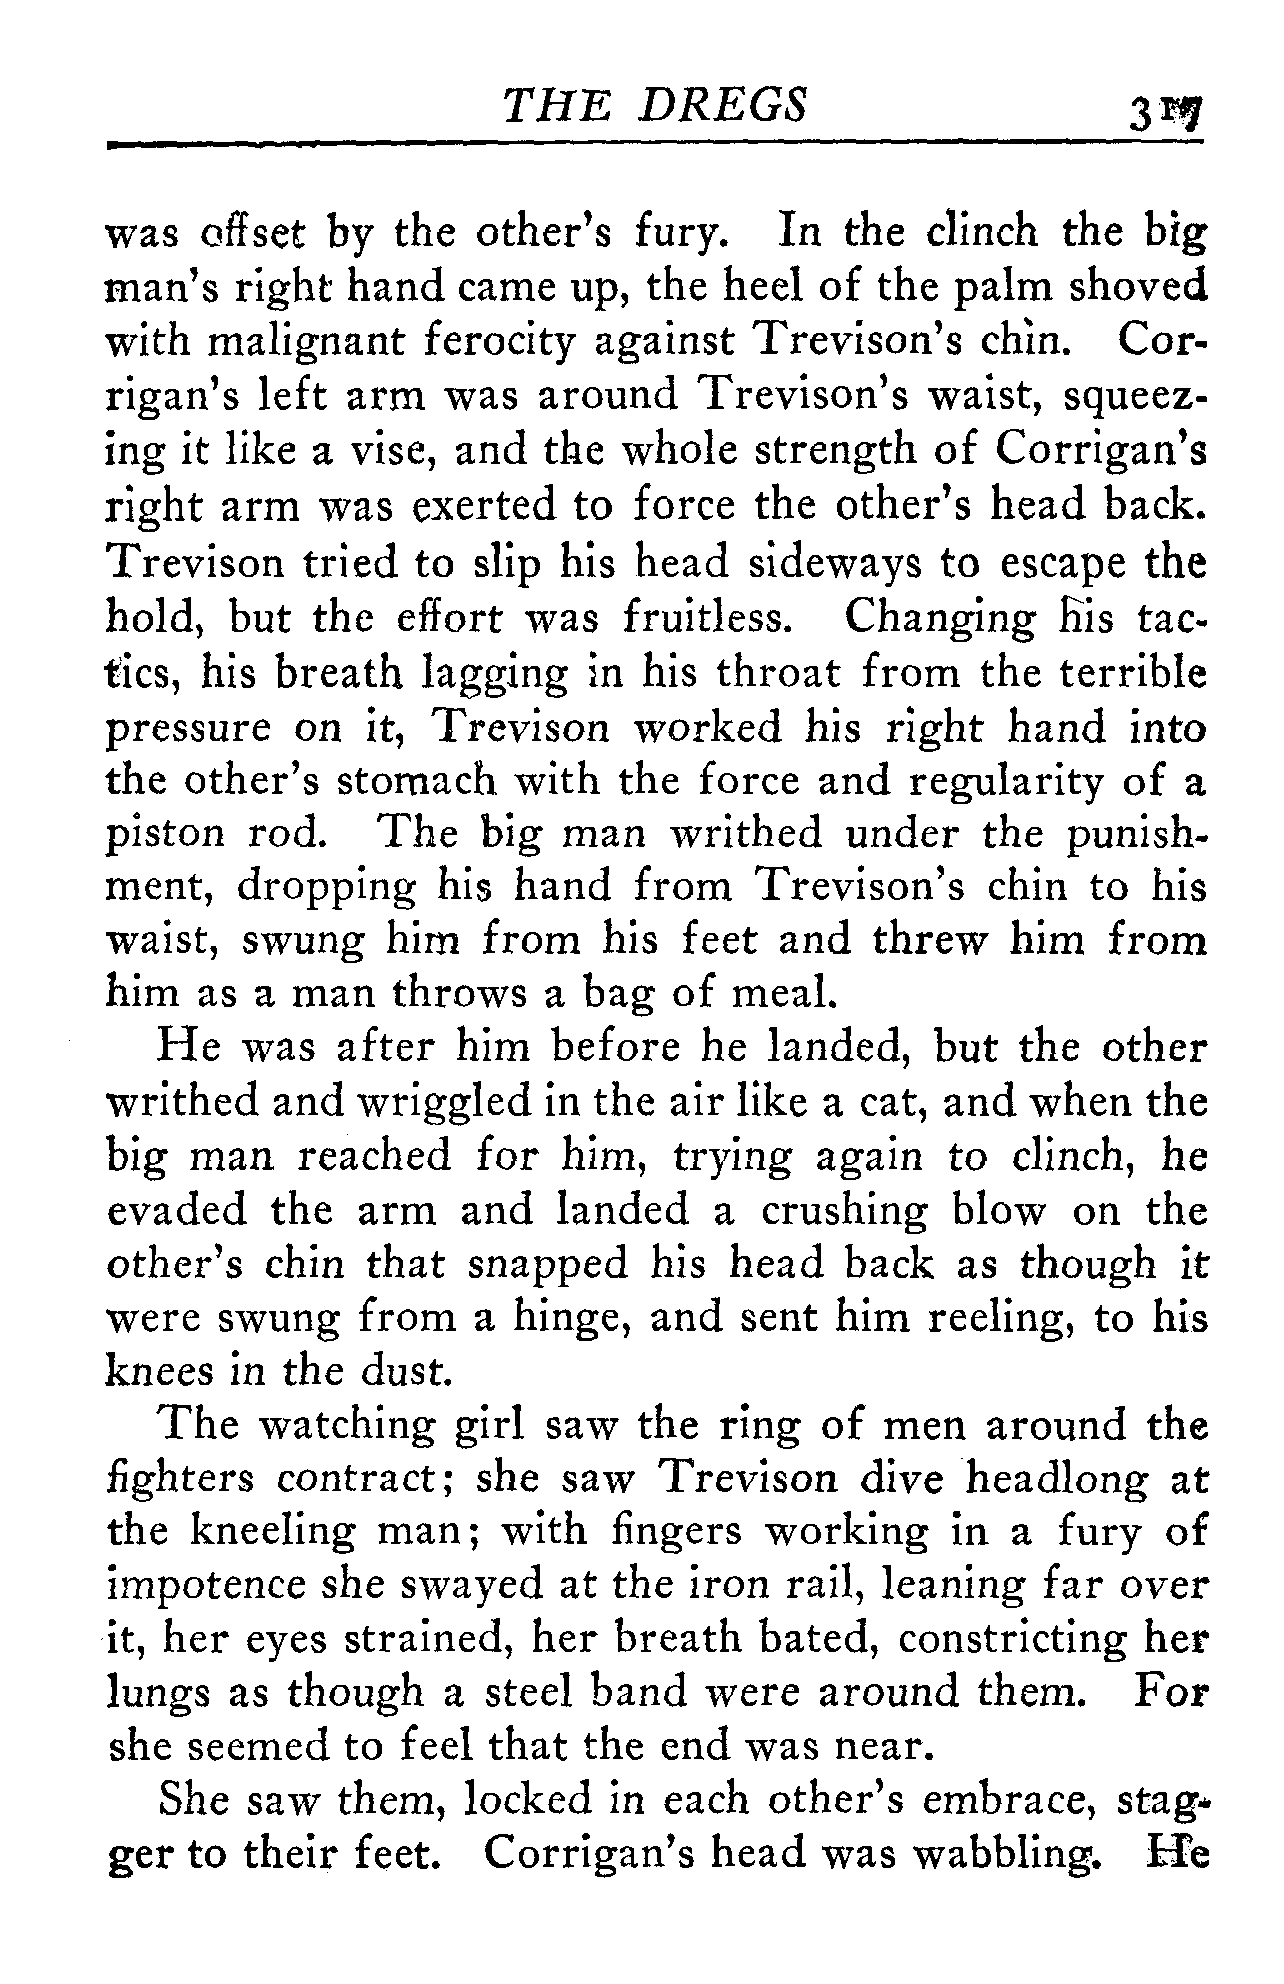 THE DREGS 317
was offset by the other's fury. In the clinch the big
man's right hand came up, the heel of the palm shoved
with malignant ferocity against Trevison's chin. Cor-
rigan's left arm was around Trevison's waist, squeez-
ing it like a vise, and the whole strength of Corrigan's
right arm was exerted to force the other's head back.
Trevison tried to slip his head sideways to escape the
hold, but the effort was fruitless. Changing his tac-
tics, his breath lagging in his throat from the terrible
pressure on it, Trevison worked his right hand into
the other's stomach with the force and regularity of a
piston rod. The big man writhed under the punish-
ment, dropping his hand from Trevison's chin to his
waist, swung him from his feet and threw him from
him as a man throws a bag of meal.
He was after him before he landed, but the other
writhed and wriggled in the air like a cat, and when the
big man reached for him, trying again to clinch, he
evaded the arm and landed a crushing blow on the
other's chin that snapped his head back as though it
were swung from a hinge, and sent him reeling, to his
knees in the dust.
The watching girl saw the ring of men around the
fighters contract; she saw Trevison dive headlong at
the kneeling man; with fingers working in a fury of
impotence she swayed at the iron rail, leaning far over
it, her eyes strained, her breath bated, constricting her
lungs as though a steel band were around them. For
she seemed to feel that the end was near.
She saw them, locked in each other's embrace, stag-
ger to their feet. Corrigan's head was wabbling. He